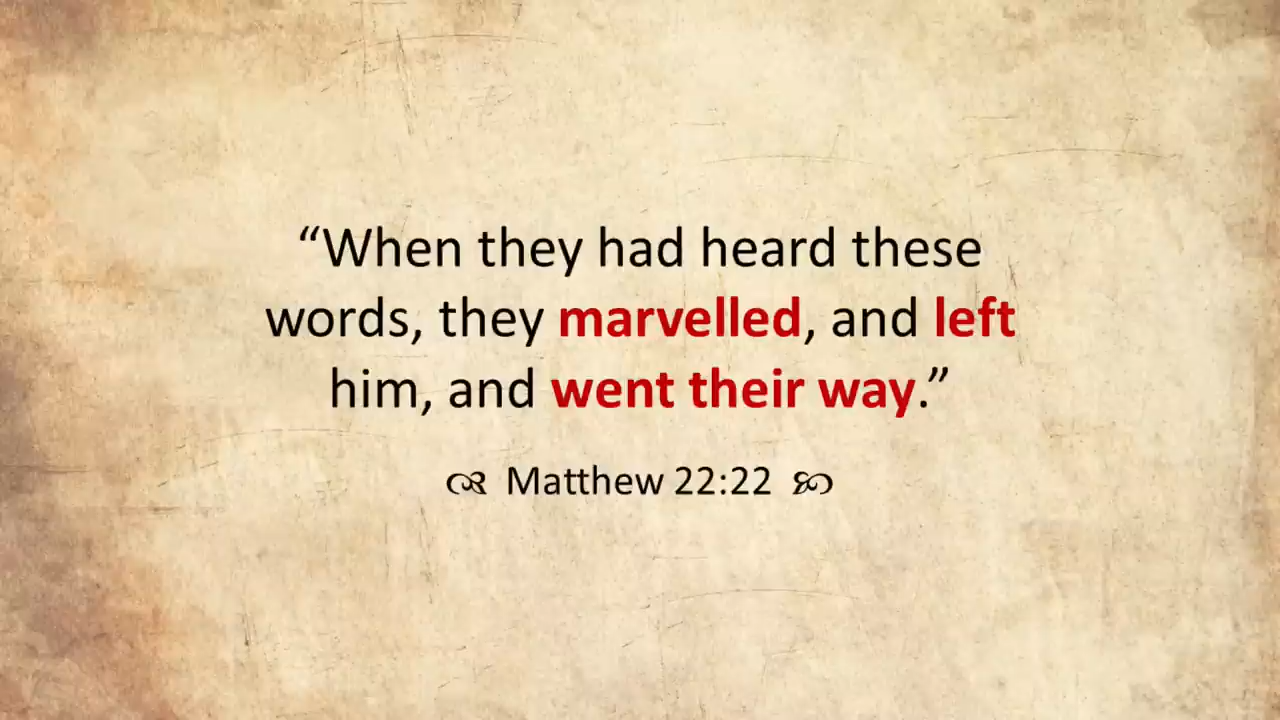 “When they had heard these
words, they marvelled, and left
him, and went their way.”
Matthew 22:22